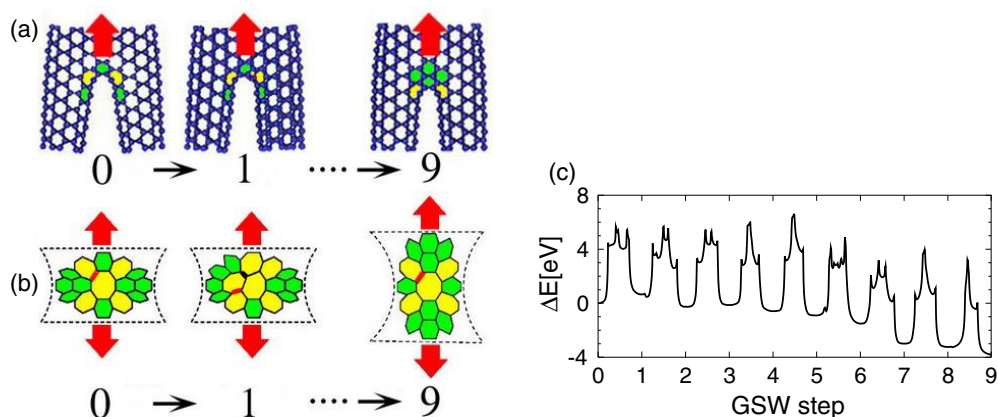 (a)
0 → 1 ···· → 9
(b)
0 → 1 ···· → 9
(c)
ΔE[eV]
8
4
0
-4
0 1 2 3 4 5 6 7 8 9
GSW step